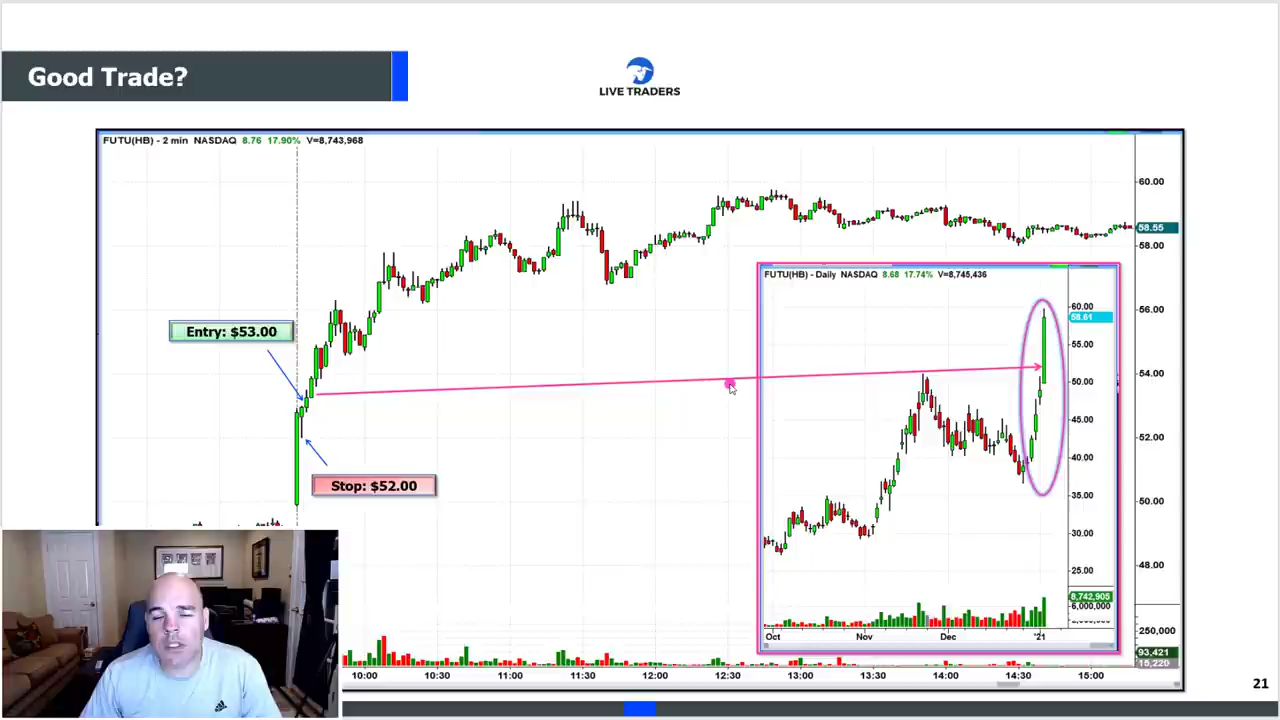 Good Trade?
LIVE TRADERS
FUTU(HB) - 2 min NASDAQ 8.76 17.90% V=8,743,968
60.00
58.55
58.00
56.00
54.00
52.00
50.00
48.00
250,000
93,421
15,220
Entry: $53.00
Stop: $52.00
FUTU(HB) - Daily NASDAQ 8.68 17.74% V=8,745,436
60.00
58.61
55.00
50.00
45.00
40.00
35.00
30.00
25.00
8,742,905
6,000,000
Oct Nov Dec '21
10:00 10:30 11:00 11:30 12:00 12:30 13:00 13:30 14:00 14:30 15:00
21